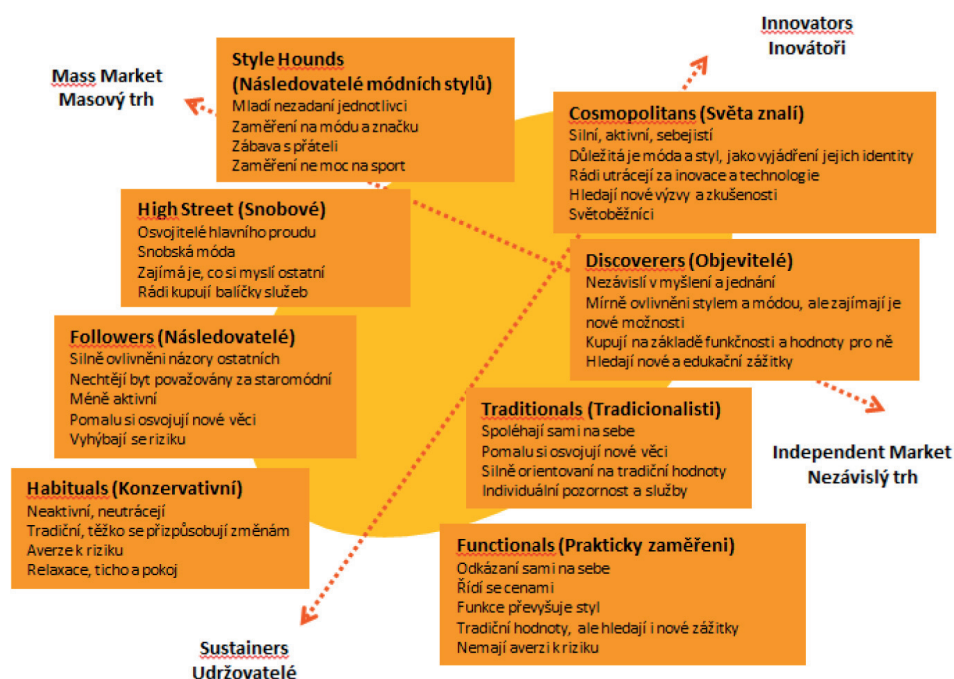 Innovators
Inovátoři
Mass Market
Masový trh
Style Hounds
(Následovatelé módních stylů)
Mladí nezadaní jednotlivci
Zaměření na módu a značku
Zábava s přáteli
Zaměření ne moc na sport
Cosmopolitans (Světa znalí)
Silní, aktivní, sebejistí
Důležitá je móda a styl, jako vyjádření jejich identity
Rádi utrácejí za inovace a technologie
Hledají nové výzvy a zkušenosti
Světoběžníci
High Street (Snobové)
Osvojitelé hlavního proudu
Snobská móda
Zajímá je, co si myslí ostatní
Rádi kupují balíčky služeb
Discoverers (Objevitelé)
Nezávislí v myšlení a jednání
Mírně ovlivněni stylem a módou, ale zajímají je
nové možnosti
Kupují na základě funkčnosti a hodnoty pro ně
Hledají nové a edukační zážitky
Followers (Následovatelé)
Silně ovlivněni názory ostatních
Nechtějí byt považovány za staromódní
Méně aktivní
Pomalu si osvojují nové věci
Vyhýbají se riziku
Traditionals (Tradicionalisti)
Spoléhají sami na sebe
Pomalu si osvojují nové věci
Silně orientovaní na tradiční hodnoty
Individuální pozornost a služby
Independent Market
Nezávislý trh
Habituals (Konzervativní)
Neaktivní, neutrácejí
Tradiční, těžko se přizpůsobují změnám
Averze k riziku
Relaxace, ticho a pokoj
Functionals (Prakticky zaměřeni)
Odkázaní sami na sebe
Řídí se cenami
Funkce převyšuje styl
Tradiční hodnoty, ale hledají i nové zážitky
Nemají averzi k riziku
Sustainers
Udržovatelé